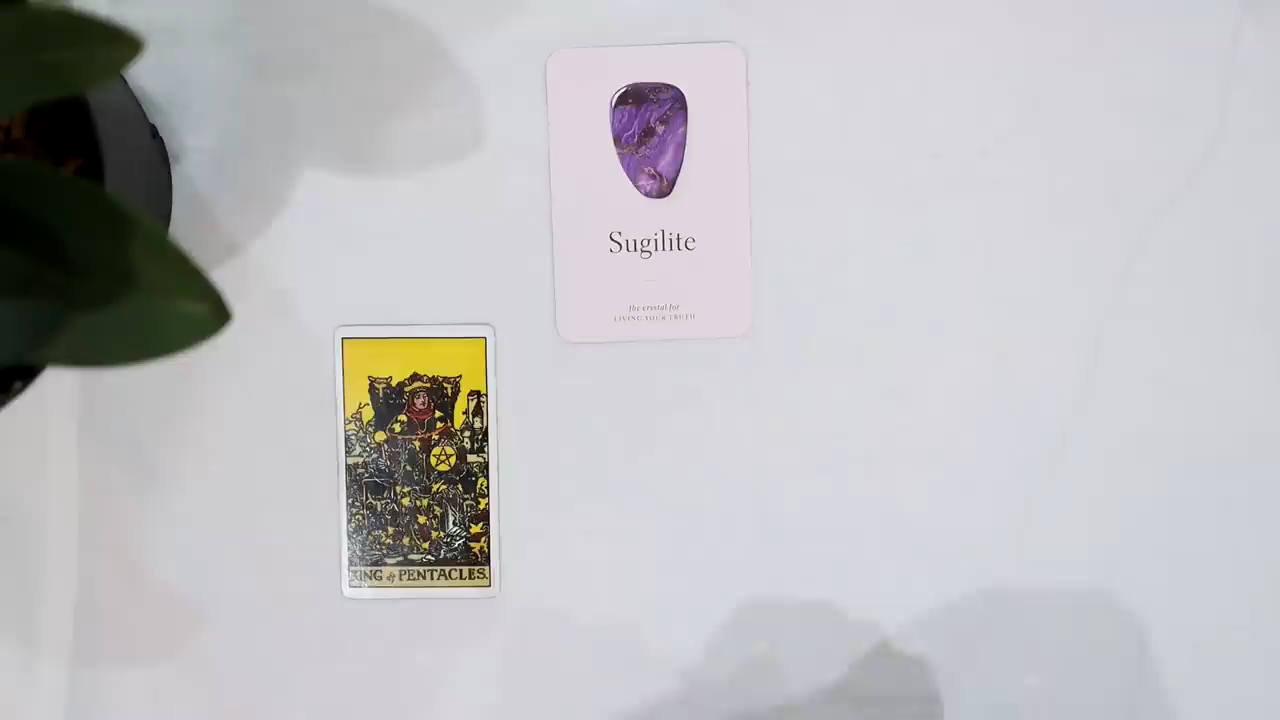 Sugilite
the crystal for
LIVING YOUR TRUTH
KING of PENTACLES.